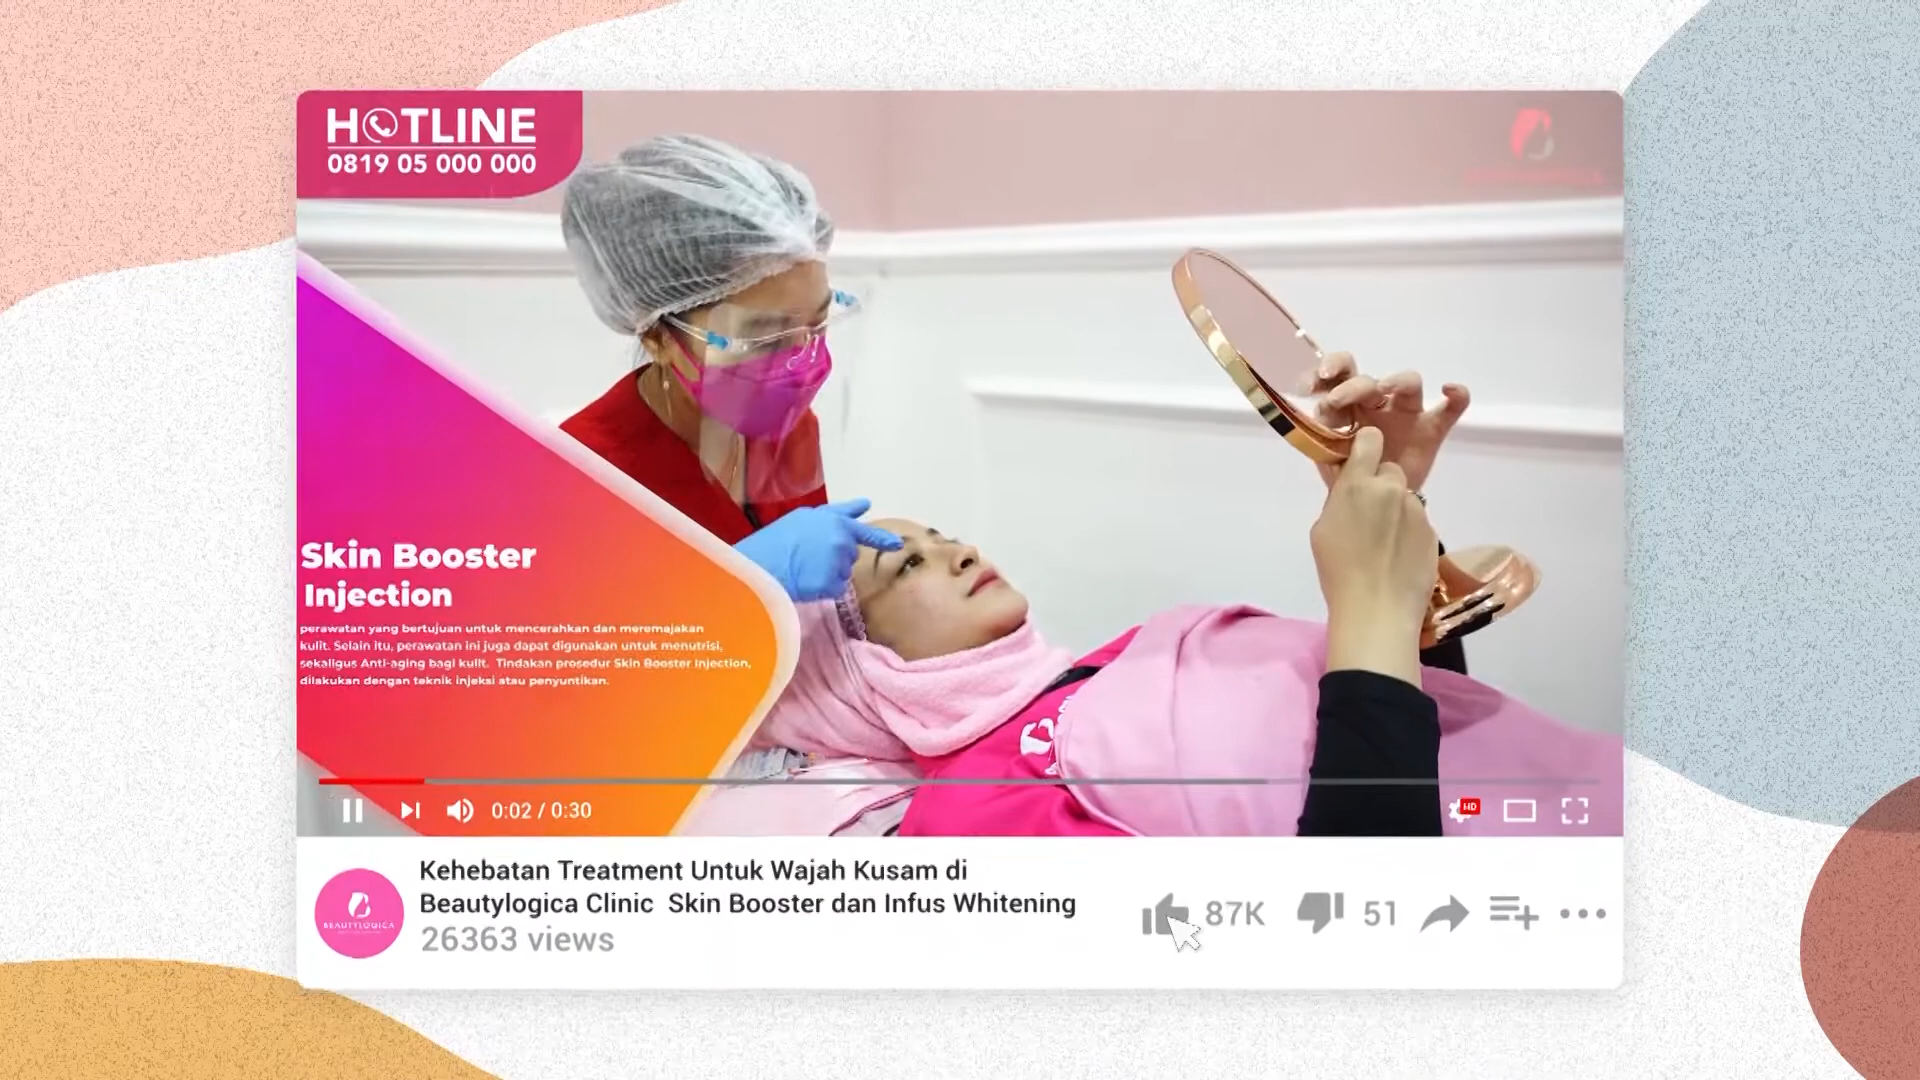 HOTLINE
0819 05 000 000
Skin Booster
Injection
perawatan yang bertujuan untuk mencerahkan dan meremajakan
kulit. Selain itu, perawatan ini juga dapat digunakan untuk menutrisi,
sekaligus Anti-aging bagi kulit. Tindakan prosedur Skin Booster Injection,
dilakukan dengan teknik injeksi atau penyuntikan.
0:02 / 0:30
HD
BEAUTYLOGICA
Kehebatan Treatment Untuk Wajah Kusam di
Beautylogica Clinic Skin Booster dan Infus Whitening
26363 views
87K
51